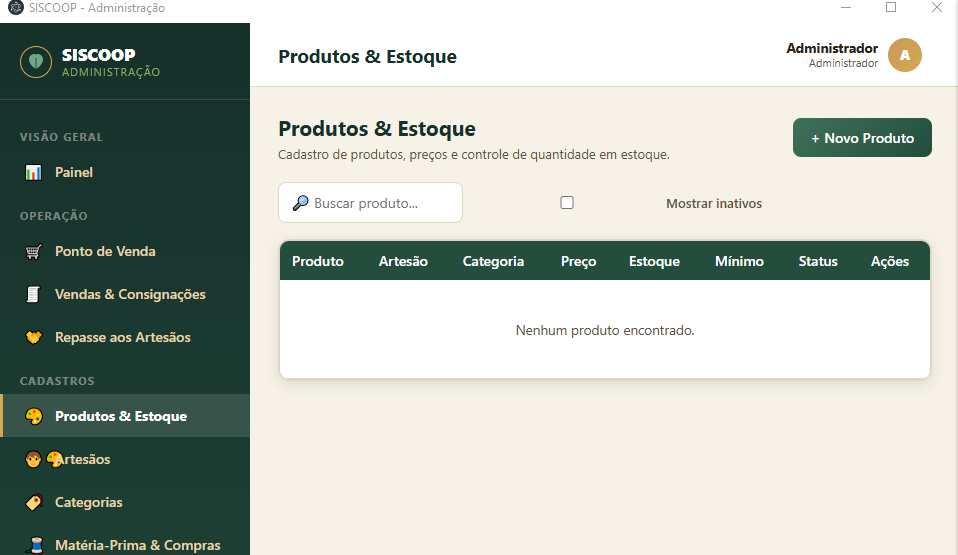 SISCOOP - Administração
SISCOOP
ADMINISTRAÇÃO
VISÃO GERAL
Painel
OPERAÇÃO
Ponto de Venda
Vendas & Consignações
Repasse aos Artesãos
CADASTROS
Produtos & Estoque
Artesãos
Categorias
Matéria-Prima & Compras
Produtos & Estoque
Administrador
Administrador
A
Produtos & Estoque
Cadastro de produtos, preços e controle de quantidade em estoque.
+ Novo Produto
Buscar produto...
Mostrar inativos
Produto Artesão Categoria Preço Estoque Mínimo Status Ações
Nenhum produto encontrado.